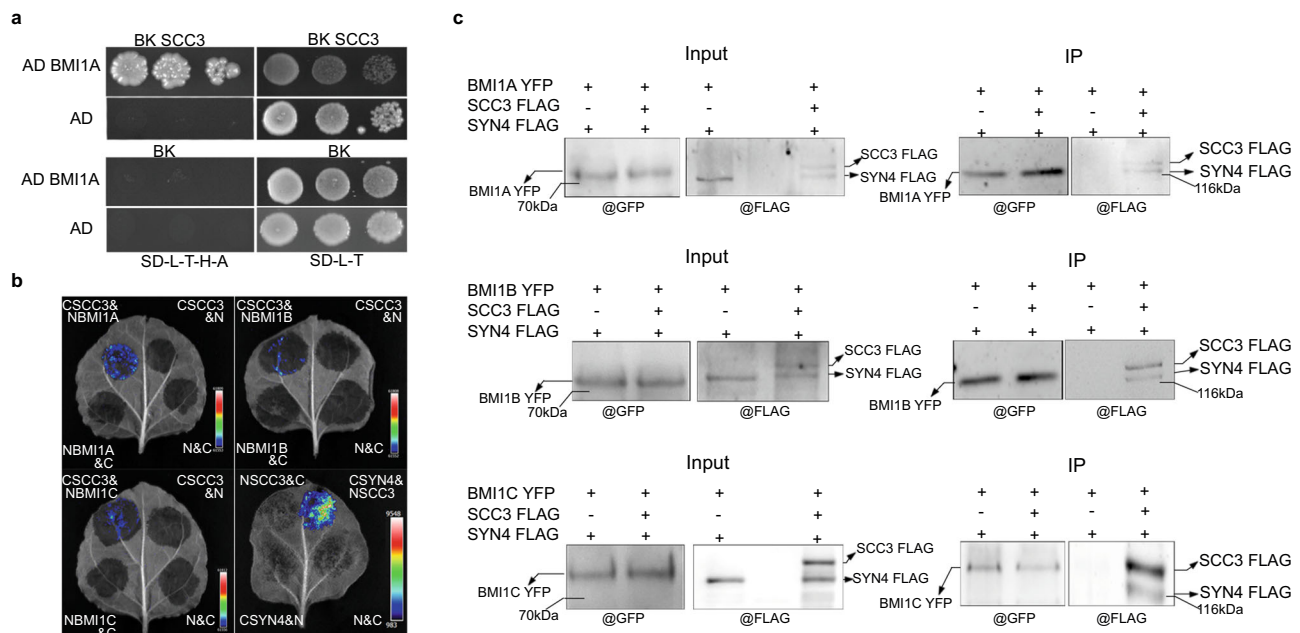 a
BK SCC3
BK SCC3
AD BMI1A
AD
BK
BK
AD BMI1A
AD
SD-L-T-H-A
SD-L-T
b
CSCC3&
NBMI1A
CSCC3
&N
NBMI1A
&C
N&C
CSCC3&
NBMI1B
CSCC3
&N
NBMI1B
&C
N&C
CSCC3&
NBMI1C
CSCC3
&N
NBMI1C
&C
N&C
NSCC3&C
CSYN4&
NSCC3
9548
983
CSYN4&N
N&C
c
Input
IP
BMI1A YFP + + + + + + + +
SCC3 FLAG - + - + - + - +
SYN4 FLAG + + + + + + + +
SCC3 FLAG
SYN4 FLAG
BMI1A YFP
70kDa
@GFP
@FLAG
SCC3 FLAG
SYN4 FLAG
116kDa
BMI1A YFP
@GFP
@FLAG
Input
IP
BMI1B YFP + + + + + + + +
SCC3 FLAG - + - + - + - +
SYN4 FLAG + + + + + + + +
SCC3 FLAG
SYN4 FLAG
BMI1B YFP
70kDa
@GFP
@FLAG
SCC3 FLAG
SYN4 FLAG
116kDa
BMI1B YFP
@GFP
@FLAG
Input
IP
BMI1C YFP + + + + + + + +
SCC3 FLAG - + - + - + - +
SYN4 FLAG + + + + + + + +
SCC3 FLAG
SYN4 FLAG
BMI1C YFP
70kDa
@GFP
@FLAG
SCC3 FLAG
SYN4 FLAG
116kDa
BMI1C YFP
@GFP
@FLAG